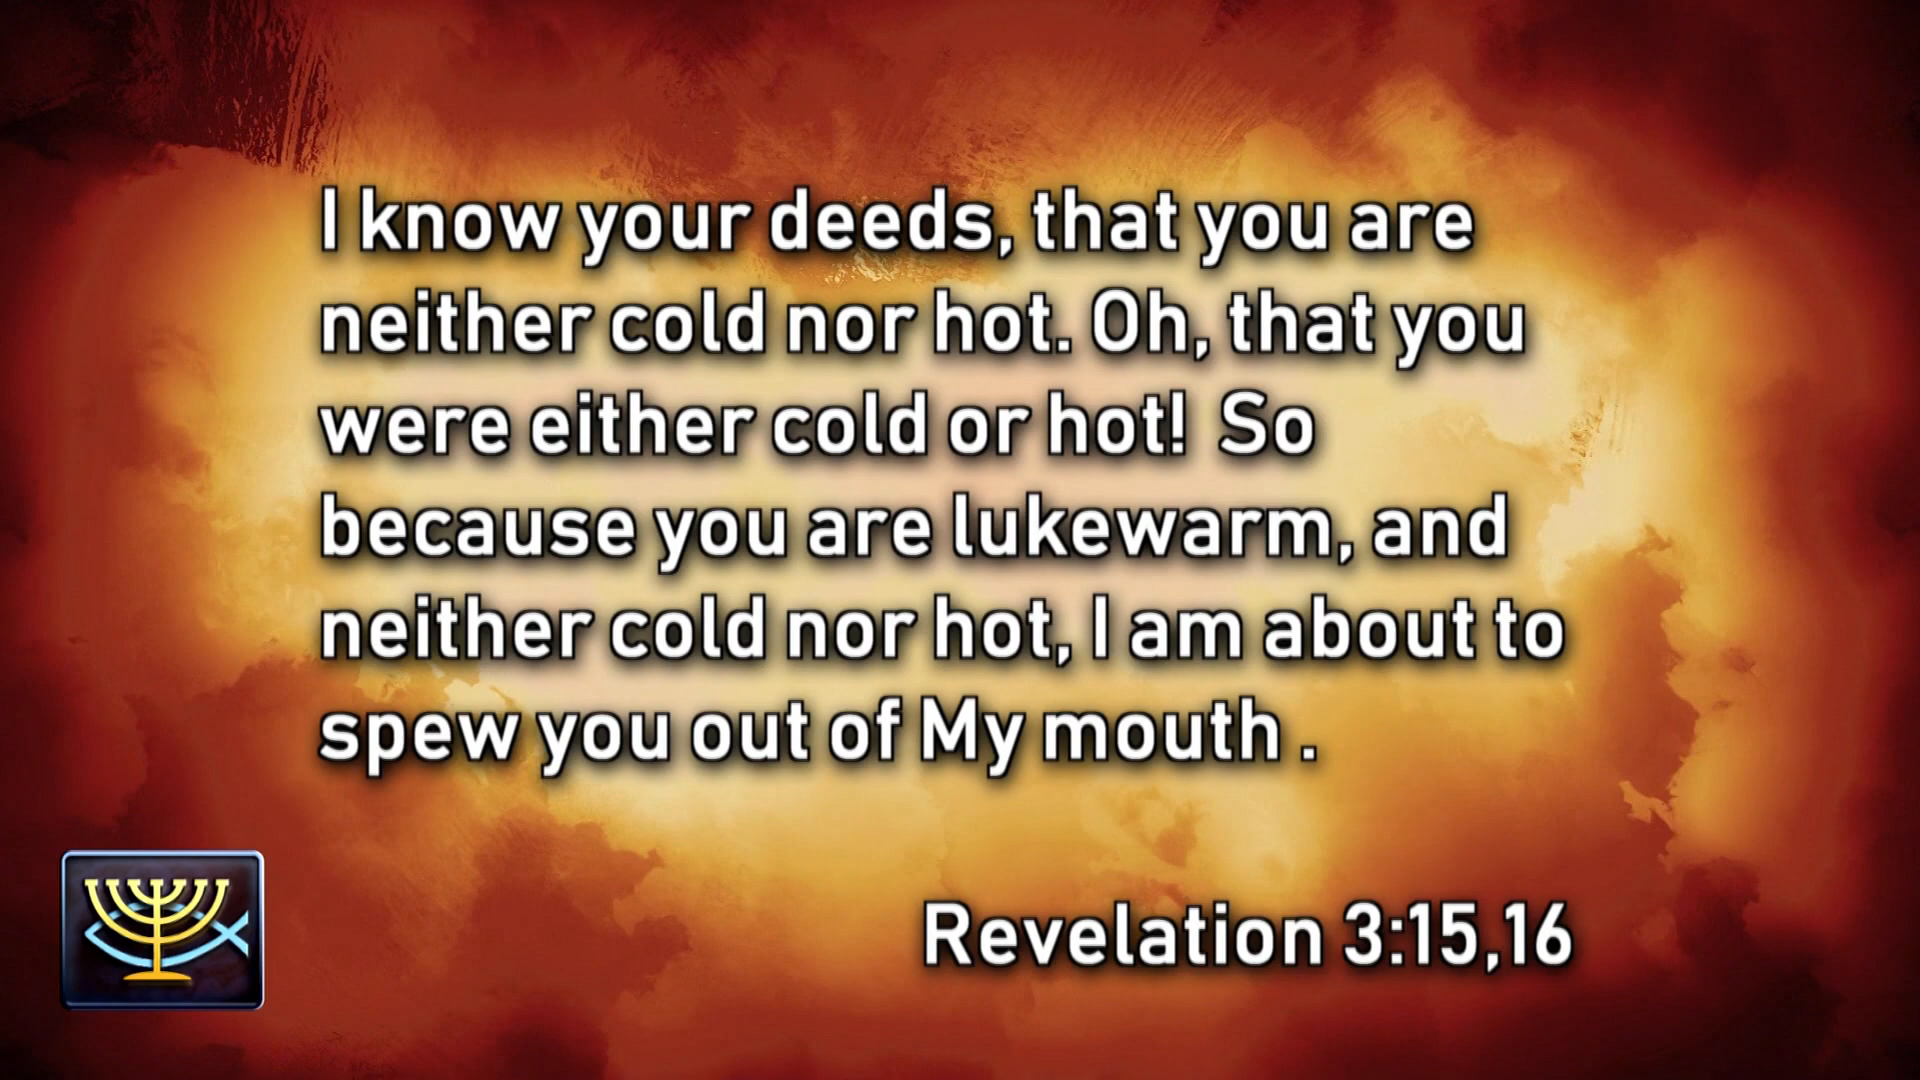 I know your deeds, that you are
neither cold nor hot. Oh, that you
were either cold or hot!  So
because you are lukewarm, and
neither cold nor hot, I am about to
spew you out of My mouth .
Revelation 3:15,16